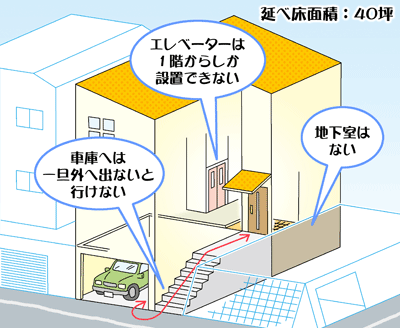 延べ床面積：40坪
エレベーターは
1階からしか
設置できない
地下室は
ない
車庫へは
一旦外へ出ないと
行けない